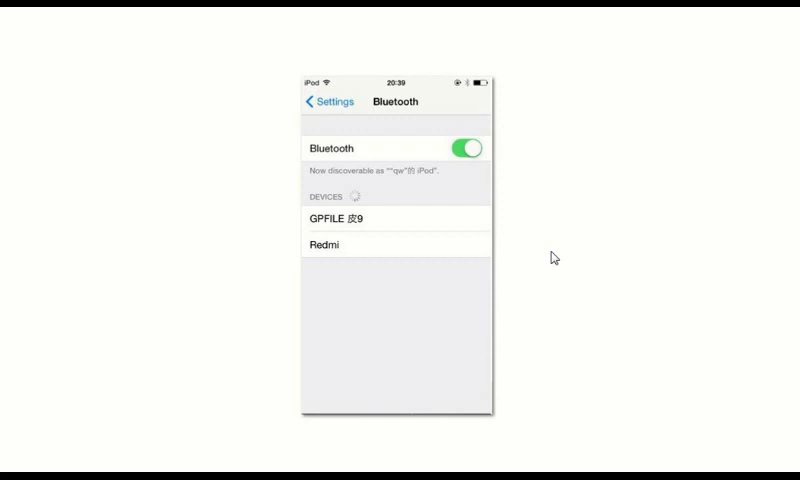 iPod 20:39
Settings Bluetooth
Bluetooth
Now discoverable as ““qw”的 iPod”.
DEVICES
GPFILE 皮9
Redmi